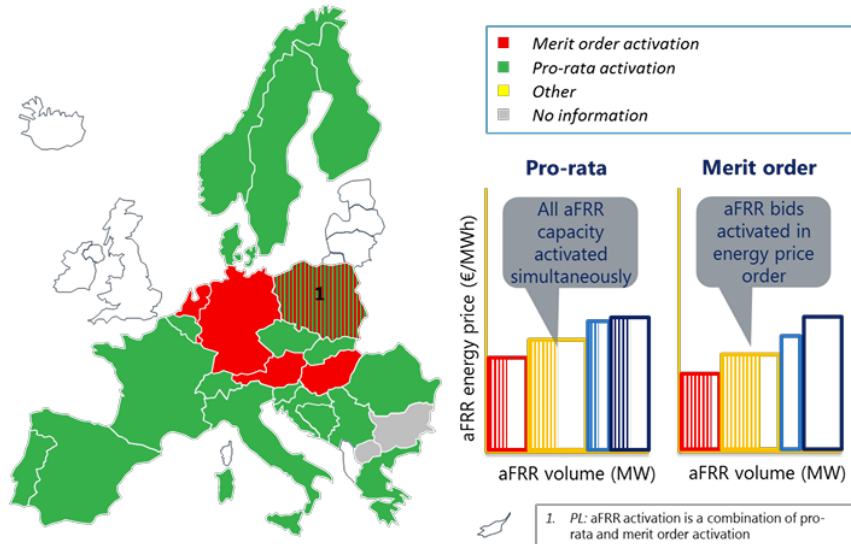 Merit order activation
Pro-rata activation
Other
No information
1
Pro-rata
Merit order
aFRR energy price (€/MWh)
All aFRR
capacity
activated
simultaneously
aFRR bids
activated in
energy price
order
aFRR volume (MW)
aFRR volume (MW)
1. PL: aFRR activation is a combination of pro-
rata and merit order activation